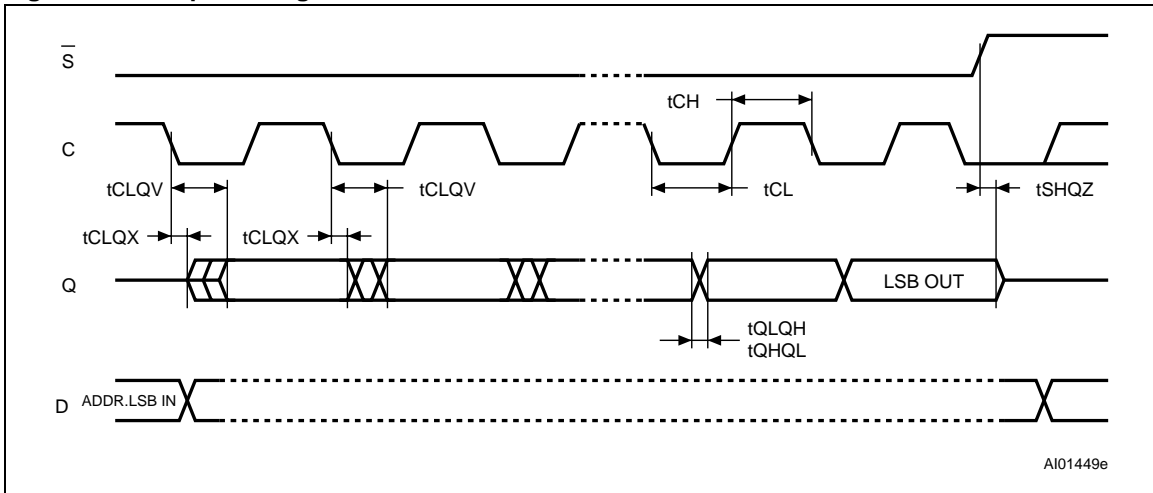 S
tCH
C
tCLQV
tCLQV
tCL
tSHQZ
tCLQX
tCLQX
Q
LSB OUT
tQLQH
tQHQL
D
ADDR.LSB IN
AI01449e